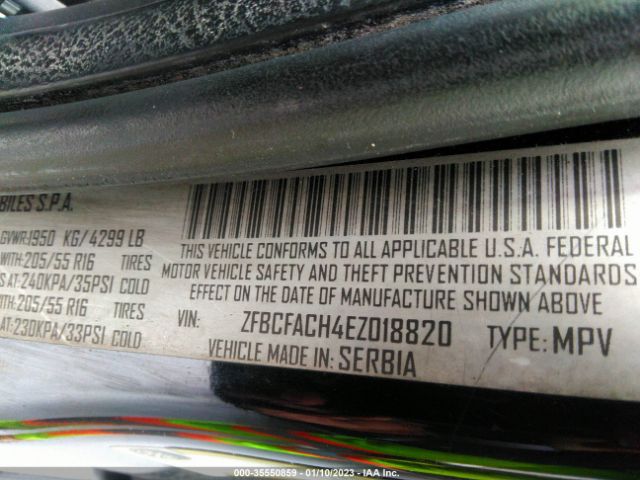 BILES S.P.A.
GVWR:1950 KG/ 4299 LB
WITH: 205/55 R16 TIRES
S AT: 240KPA/35PSI COLD
WITH: 205/55 R16 TIRES
AT: 230KPA/33PSI COLD
THIS VEHICLE CONFORMS TO ALL APPLICABLE U.S.A. FEDERAL
MOTOR VEHICLE SAFETY AND THEFT PREVENTION STANDARDS
EFFECT ON THE DATE OF MANUFACTURE SHOWN ABOVE
VIN: ZFBCFACH4EZ018820 TYPE: MPV
VEHICLE MADE IN: SERBIA
000-35550859 - 01/10/2023 - IAA Inc.